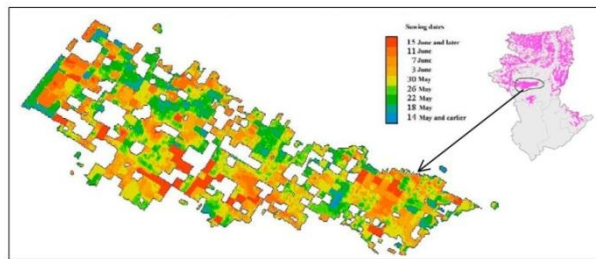 Sowing dates
15 June and later
11 June
7 June
3 June
30 May
26 May
22 May
18 May
14 May and earlier